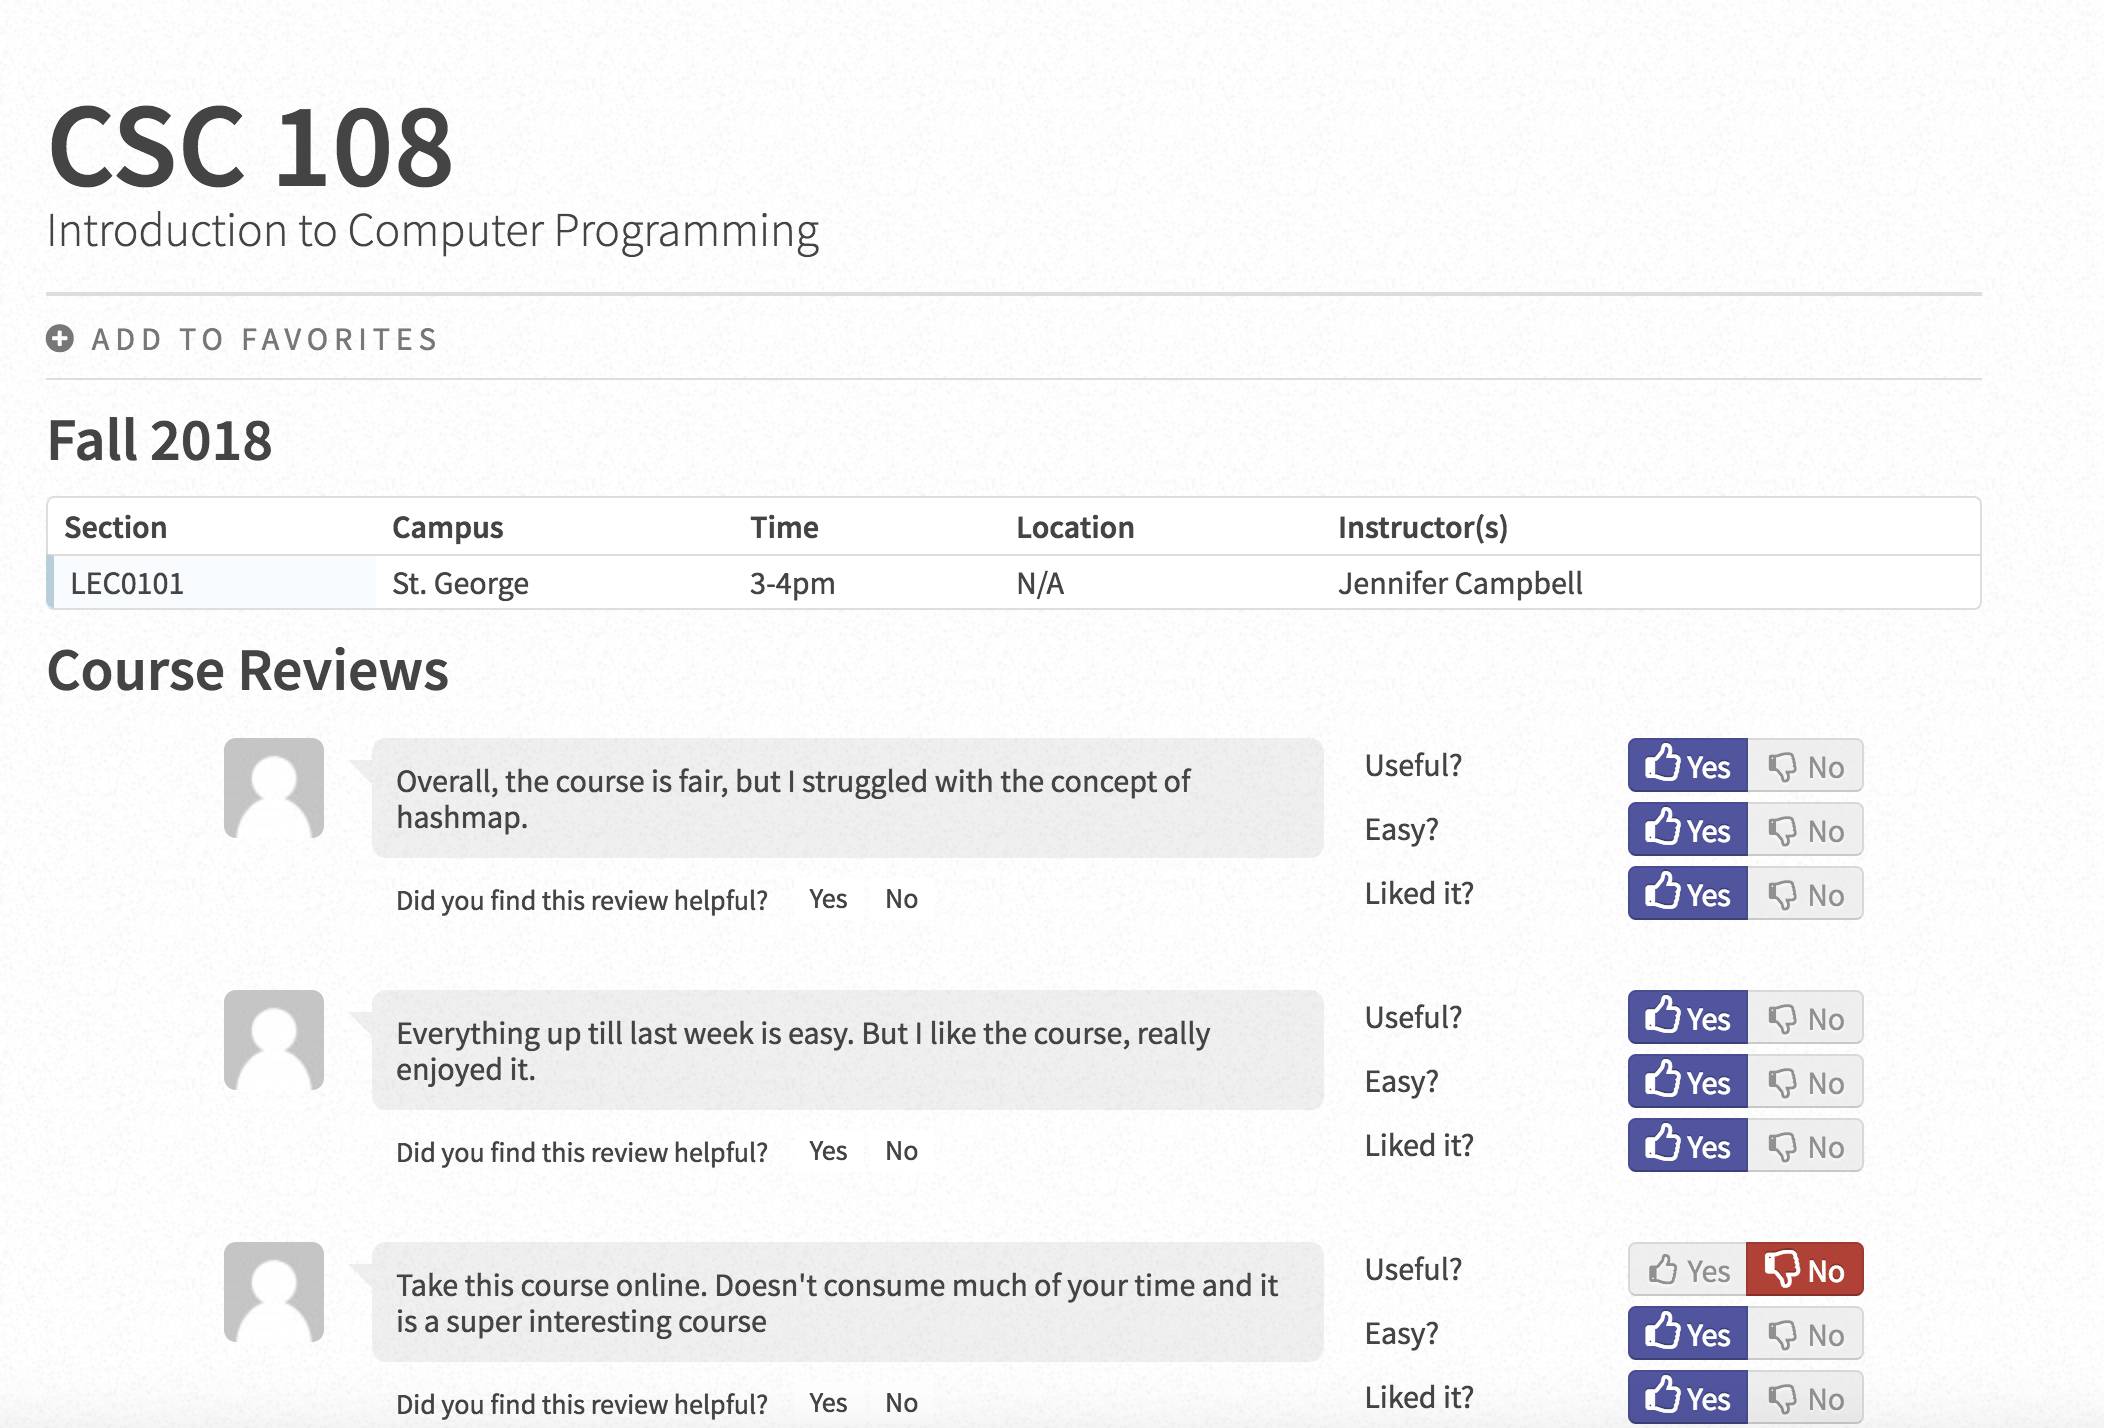 CSC 108
Introduction to Computer Programming
ADD TO FAVORITES
Fall 2018
Section Campus Time Location Instructor(s)
LEC0101 St. George 3-4pm N/A Jennifer Campbell
Course Reviews
Overall, the course is fair, but I struggled with the concept of
hashmap.
Did you find this review helpful? Yes No
Useful? Yes No
Easy? Yes No
Liked it? Yes No
Everything up till last week is easy. But I like the course, really
enjoyed it.
Did you find this review helpful? Yes No
Useful? Yes No
Easy? Yes No
Liked it? Yes No
Take this course online. Doesn't consume much of your time and it
is a super interesting course
Did you find this review helpful? Yes No
Useful? Yes No
Easy? Yes No
Liked it? Yes No